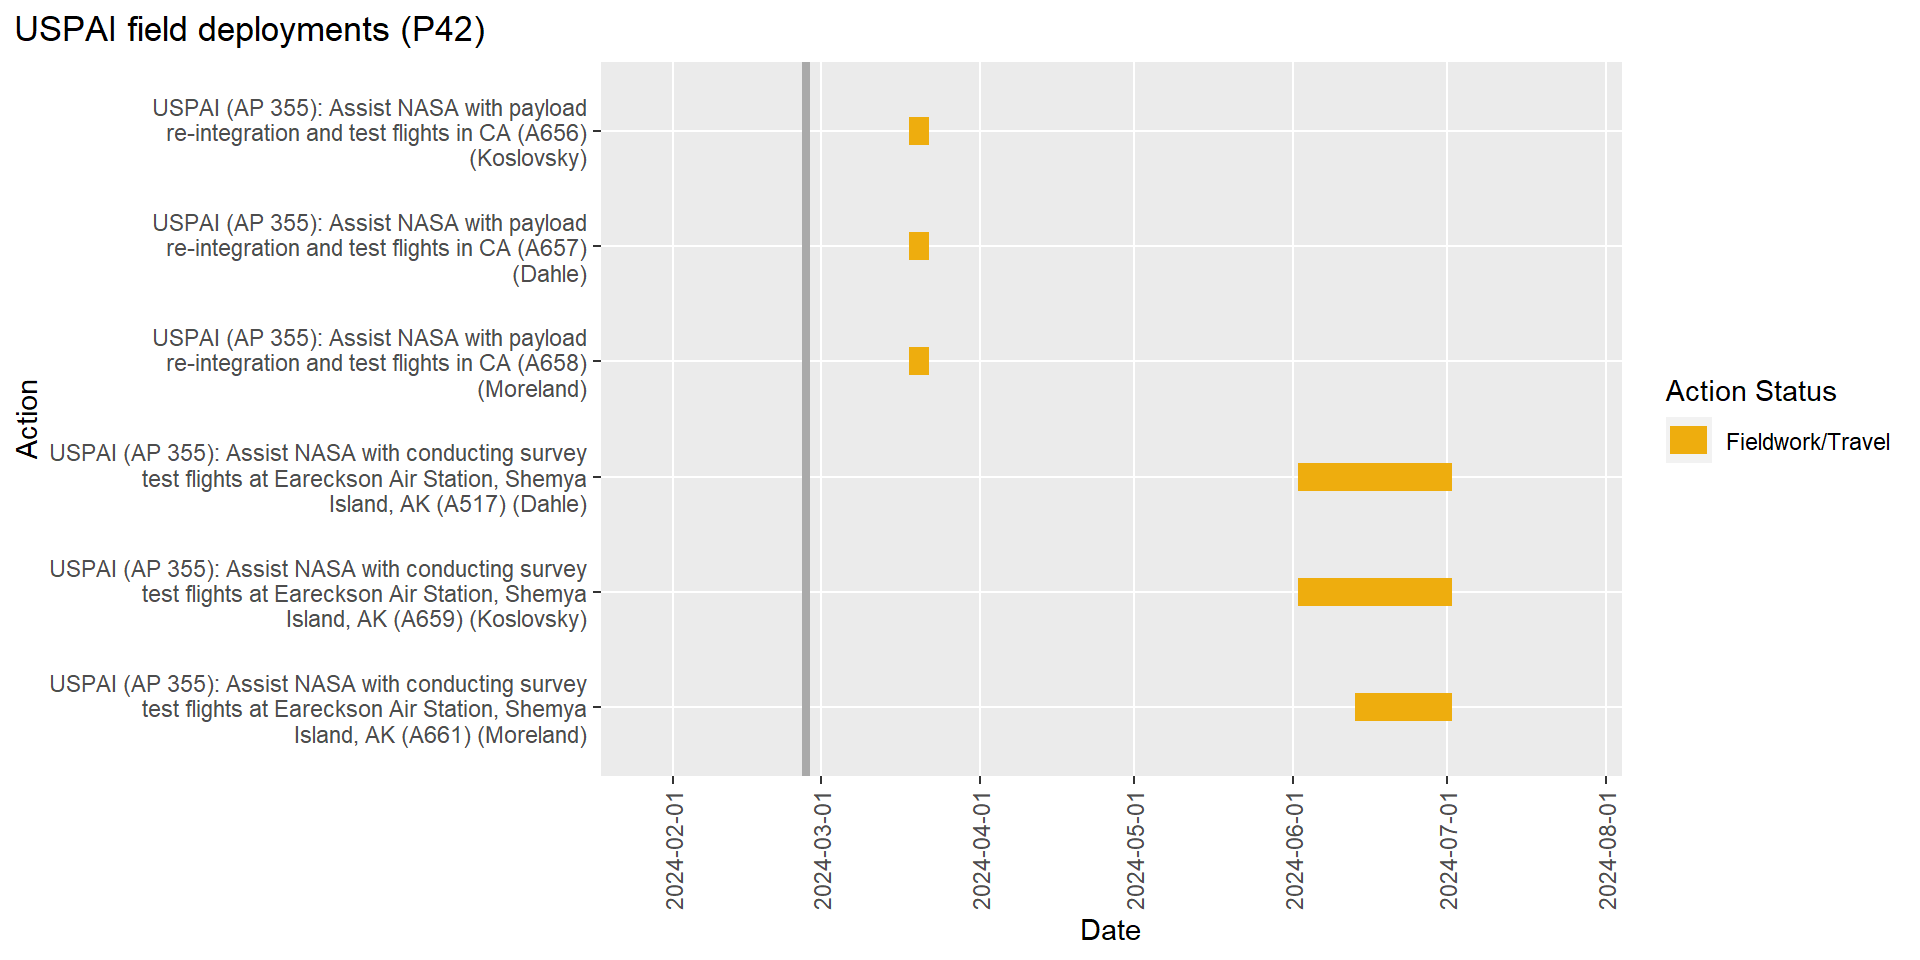 USPAI field deployments (P42)
USPAI (AP 355): Assist NASA with payload
re-integration and test flights in CA (A656)
(Koslovsky)
USPAI (AP 355): Assist NASA with payload
re-integration and test flights in CA (A657)
(Dahle)
USPAI (AP 355): Assist NASA with payload
re-integration and test flights in CA (A658)
(Moreland)
USPAI (AP 355): Assist NASA with conducting survey
test flights at Eareckson Air Station, Shemya
Island, AK (A517) (Dahle)
USPAI (AP 355): Assist NASA with conducting survey
test flights at Eareckson Air Station, Shemya
Island, AK (A659) (Koslovsky)
USPAI (AP 355): Assist NASA with conducting survey
test flights at Eareckson Air Station, Shemya
Island, AK (A661) (Moreland)
Action
2024-02-01
2024-03-01
2024-04-01
2024-05-01
2024-06-01
2024-07-01
2024-08-01
Date
Action Status
Fieldwork/Travel